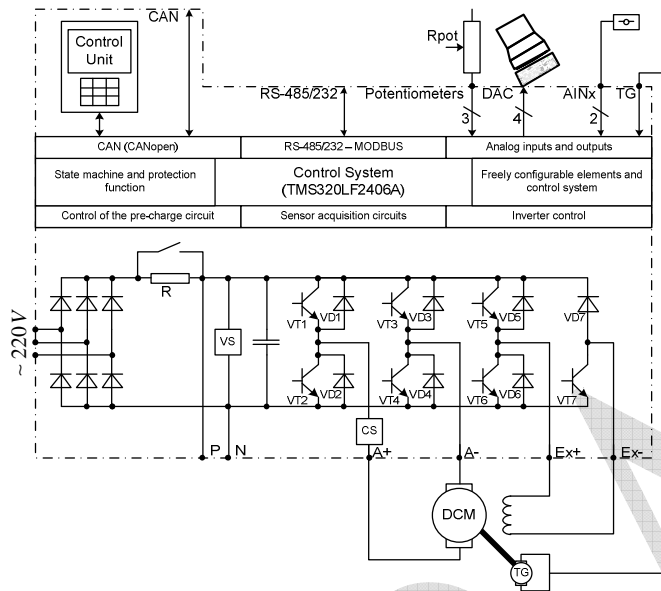 CAN
Control
Unit
Rpot
RS-485/232
Potentiometers
DAC
AINx
TG
3
4
2
CAN (CANopen)
RS-485/232 – MODBUS
Analog inputs and outputs
State machine and protection
function
Control System
(TMS320LF2406A)
Freely configurable elements and
control system
Control of the pre-charge circuit
Sensor acquisition circuits
Inverter control
R
~ 220 V
VS
VT1
VD1
VT3
VD3
VT5
VD5
VD7
VT2
VD2
VT4
VD4
VT6
VD6
VT7
CS
P
N
A+
A-
Ex+
Ex-
DCM
TG